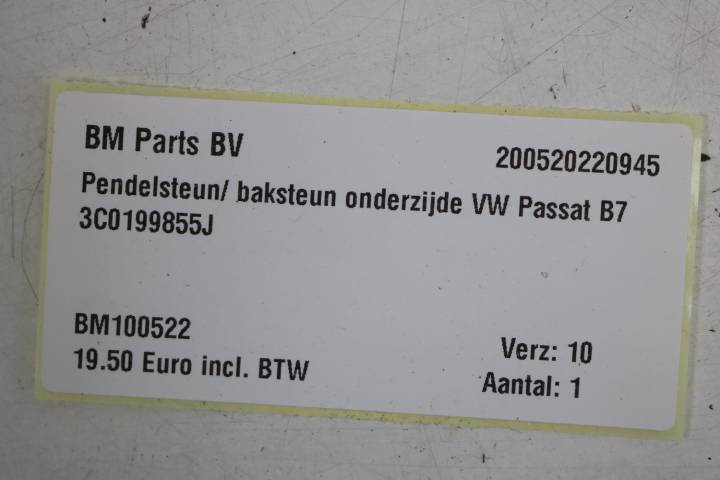 BM Parts BV
200520220945
Pendelsteun/ baksteun onderzijde VW Passat B7
3C0199855J
BM100522
19.50 Euro incl. BTW
Verz: 10
Aantal: 1